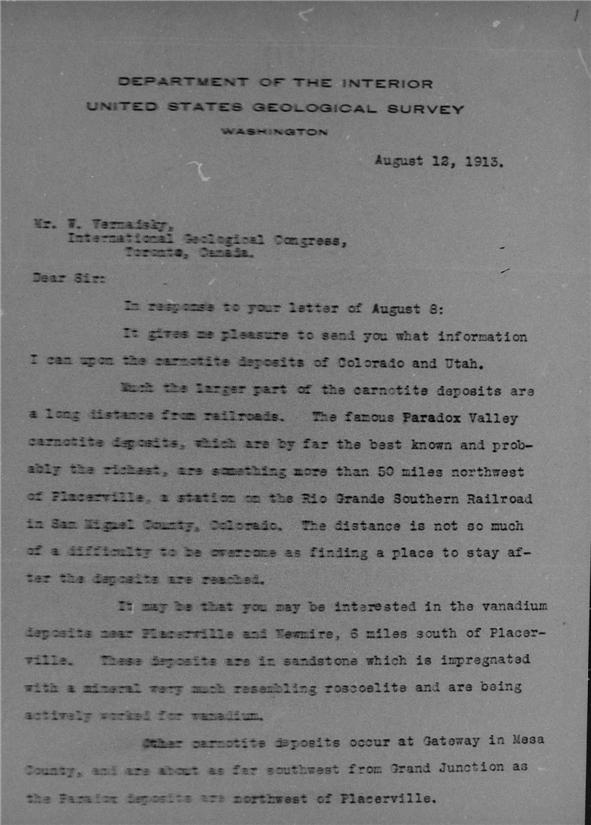 1
DEPARTMENT OF THE INTERIOR
UNITED STATES GEOLOGICAL SURVEY
WASHINGTON
August 12, 1913.
Mr. W. Vernadsky,
International Geological Congress,
Toronto, Canada.
Dear Sir:
In response to your letter of August 8:
It gives me pleasure to send you what information
I can upon the carnotite deposits of Colorado and Utah.
Much the larger part of the carnotite deposits are
a long distance from railroads. The famous Paradox Valley
carnotite deposits, which are by far the best known and prob-
ably the richest, are something more than 50 miles northwest
of Placerville, a station on the Rio Grande Southern Railroad
in San Miguel County, Colorado. The distance is not so much
of a difficulty to be overcome as finding a place to stay af-
ter the deposits are reached.
It may be that you may be interested in the vanadium
deposits near Placerville and Newmire, 6 miles south of Placer-
ville. These deposits are in sandstone which is impregnated
with a mineral very much resembling roscoelite and are being
actively worked for vanadium.
Other carnotite deposits occur at Gateway in Mesa
County, and are about as far southwest from Grand Junction as
the Paradox deposits are northwest of Placerville.